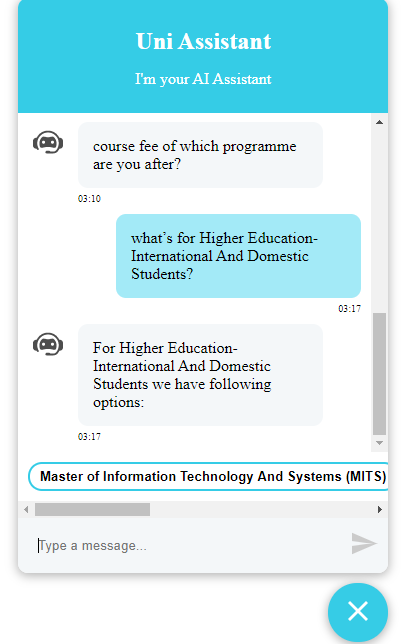 Uni Assistant
I'm your AI Assistant
course fee of which programme
are you after?
03:10
what's for Higher Education-
International And Domestic
Students?
03:17
For Higher Education-
International And Domestic
Students we have following
options:
03:17
Master of Information Technology And Systems (MITS)
Type a message...